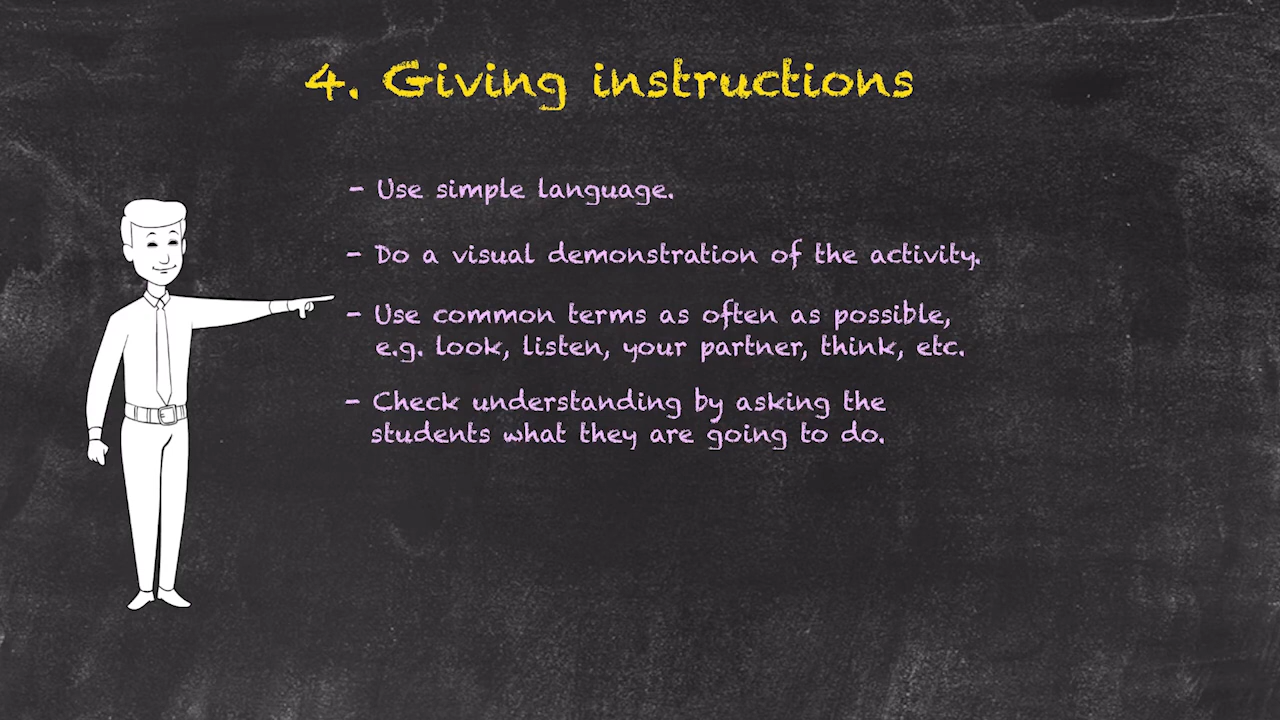 4. Giving instructions
- Use simple language.
- Do a visual demonstration of the activity.
- Use common terms as often as possible,
e.g. look, listen, your partner, think, etc.
- Check understanding by asking the
students what they are going to do.